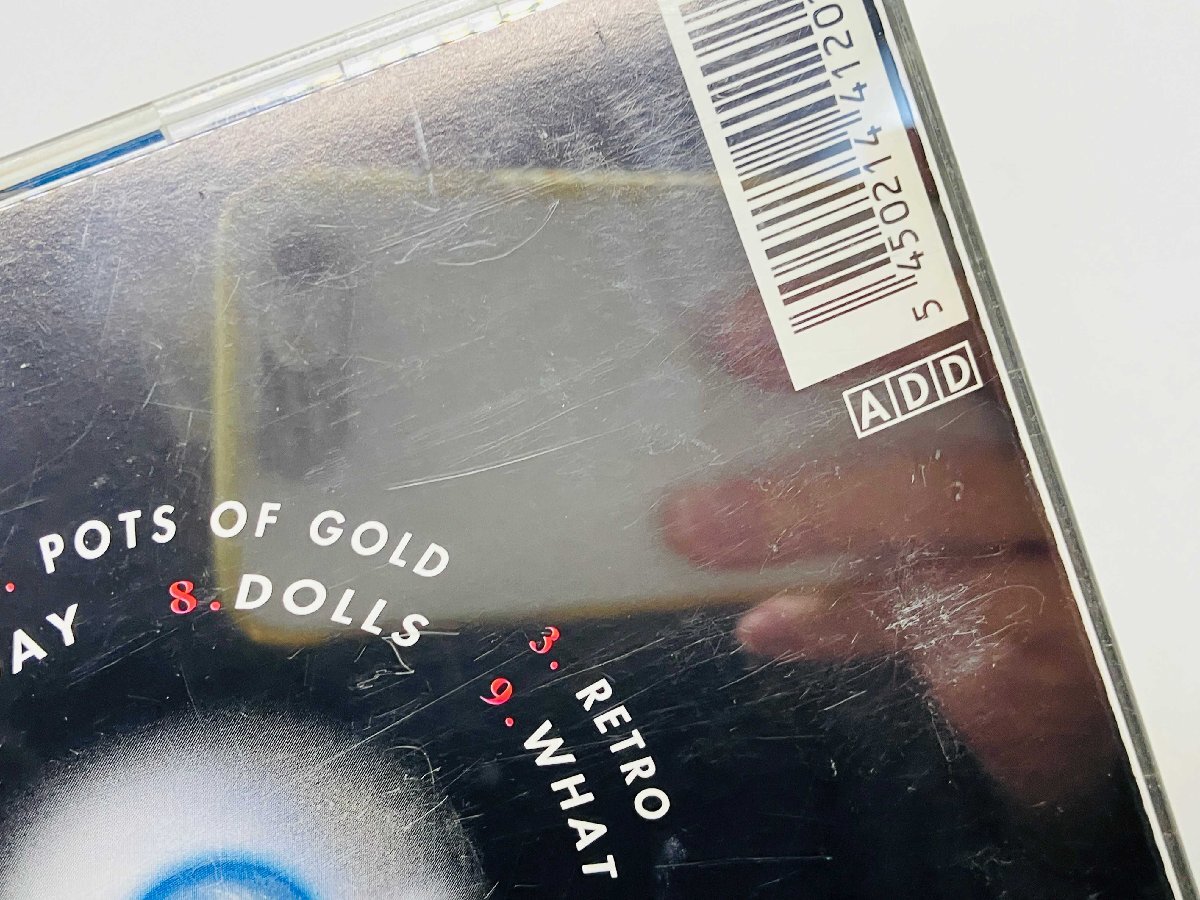 5 450214 4120
ADD
. POTS OF GOLD
AY
8. DOLLS
3. RETRO
9. WHAT